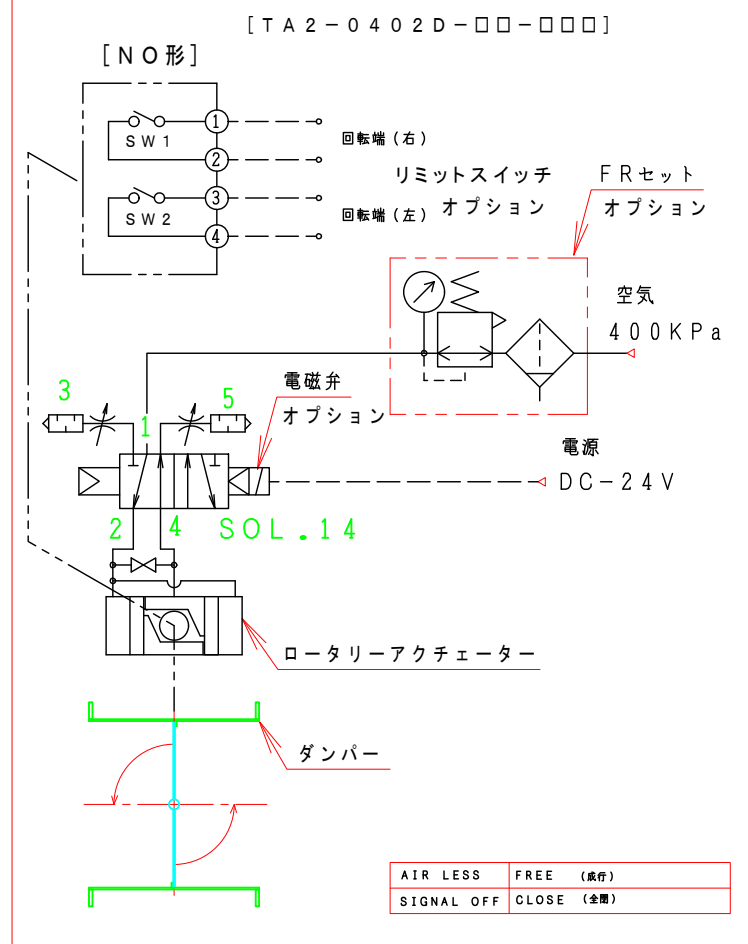 [TA2-0402D-□□-□□□]
[NO形]
1
SW1
2
回転端(右)
3
SW2
4
回転端(左)
リミットスイッチ
オプション
FRセット
オプション
空気
400KPa
電磁弁
オプション
3
1
5
電源
DC-24V
2
4
SOL.14
ロータリーアクチェーター
ダンパー
AIR LESS FREE (成行)
SIGNAL OFF CLOSE (全閉)